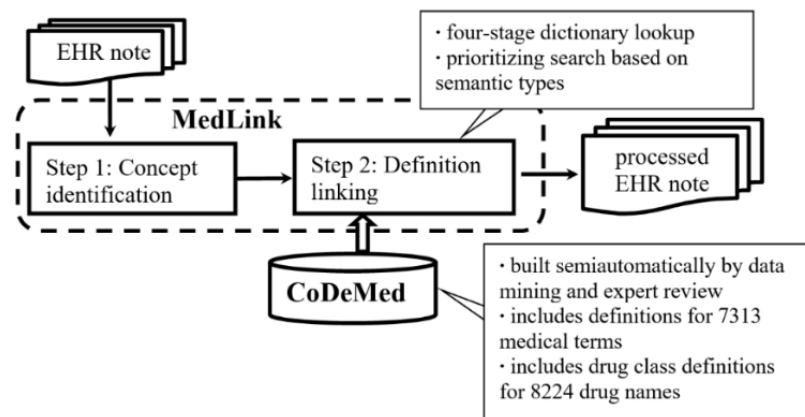 EHR note
· four-stage dictionary lookup
· prioritizing search based on
semantic types
MedLink
Step 1: Concept
identification
Step 2: Definition
linking
processed
EHR note
CoDeMed
· built semiautomatically by data
mining and expert review
· includes definitions for 7313
medical terms
· includes drug class definitions
for 8224 drug names